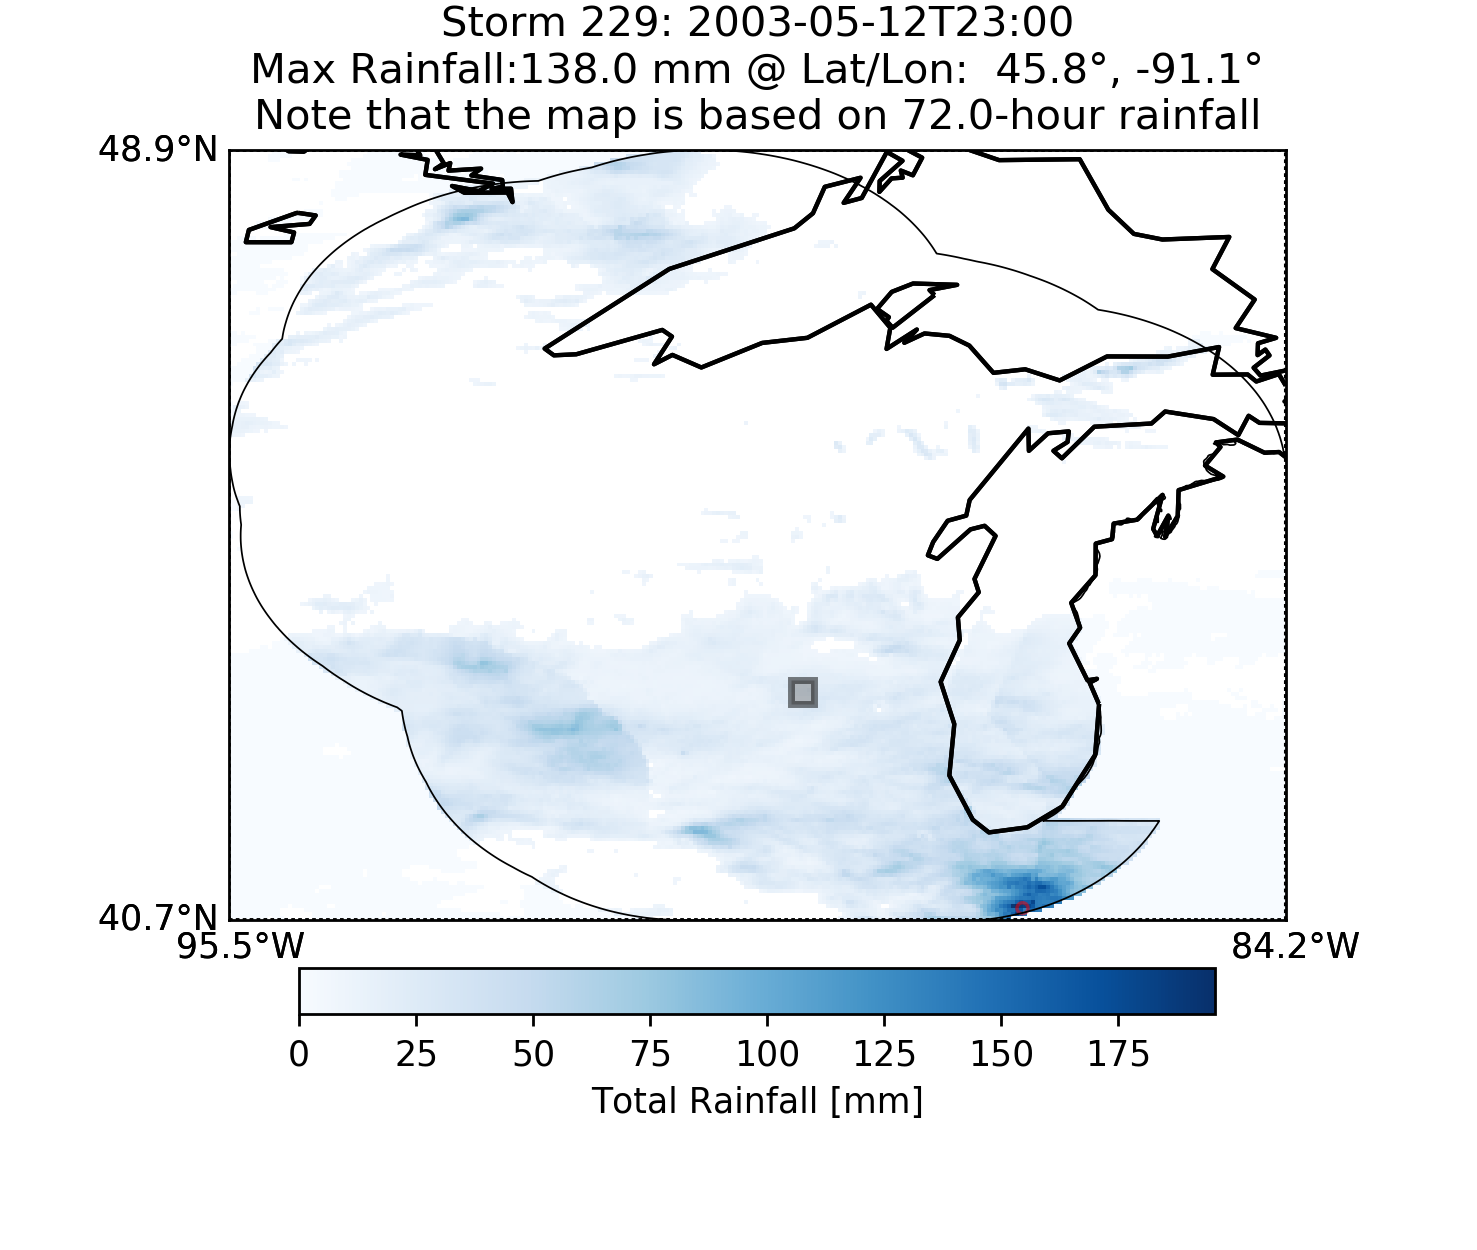 Storm 229: 2003-05-12T23:00
Max Rainfall:138.0 mm @ Lat/Lon:  45.8°, -91.1°
Note that the map is based on 72.0-hour rainfall
48.9°N
40.7°N
95.5°W 84.2°W
0 25 50 75 100 125 150 175
Total Rainfall [mm]